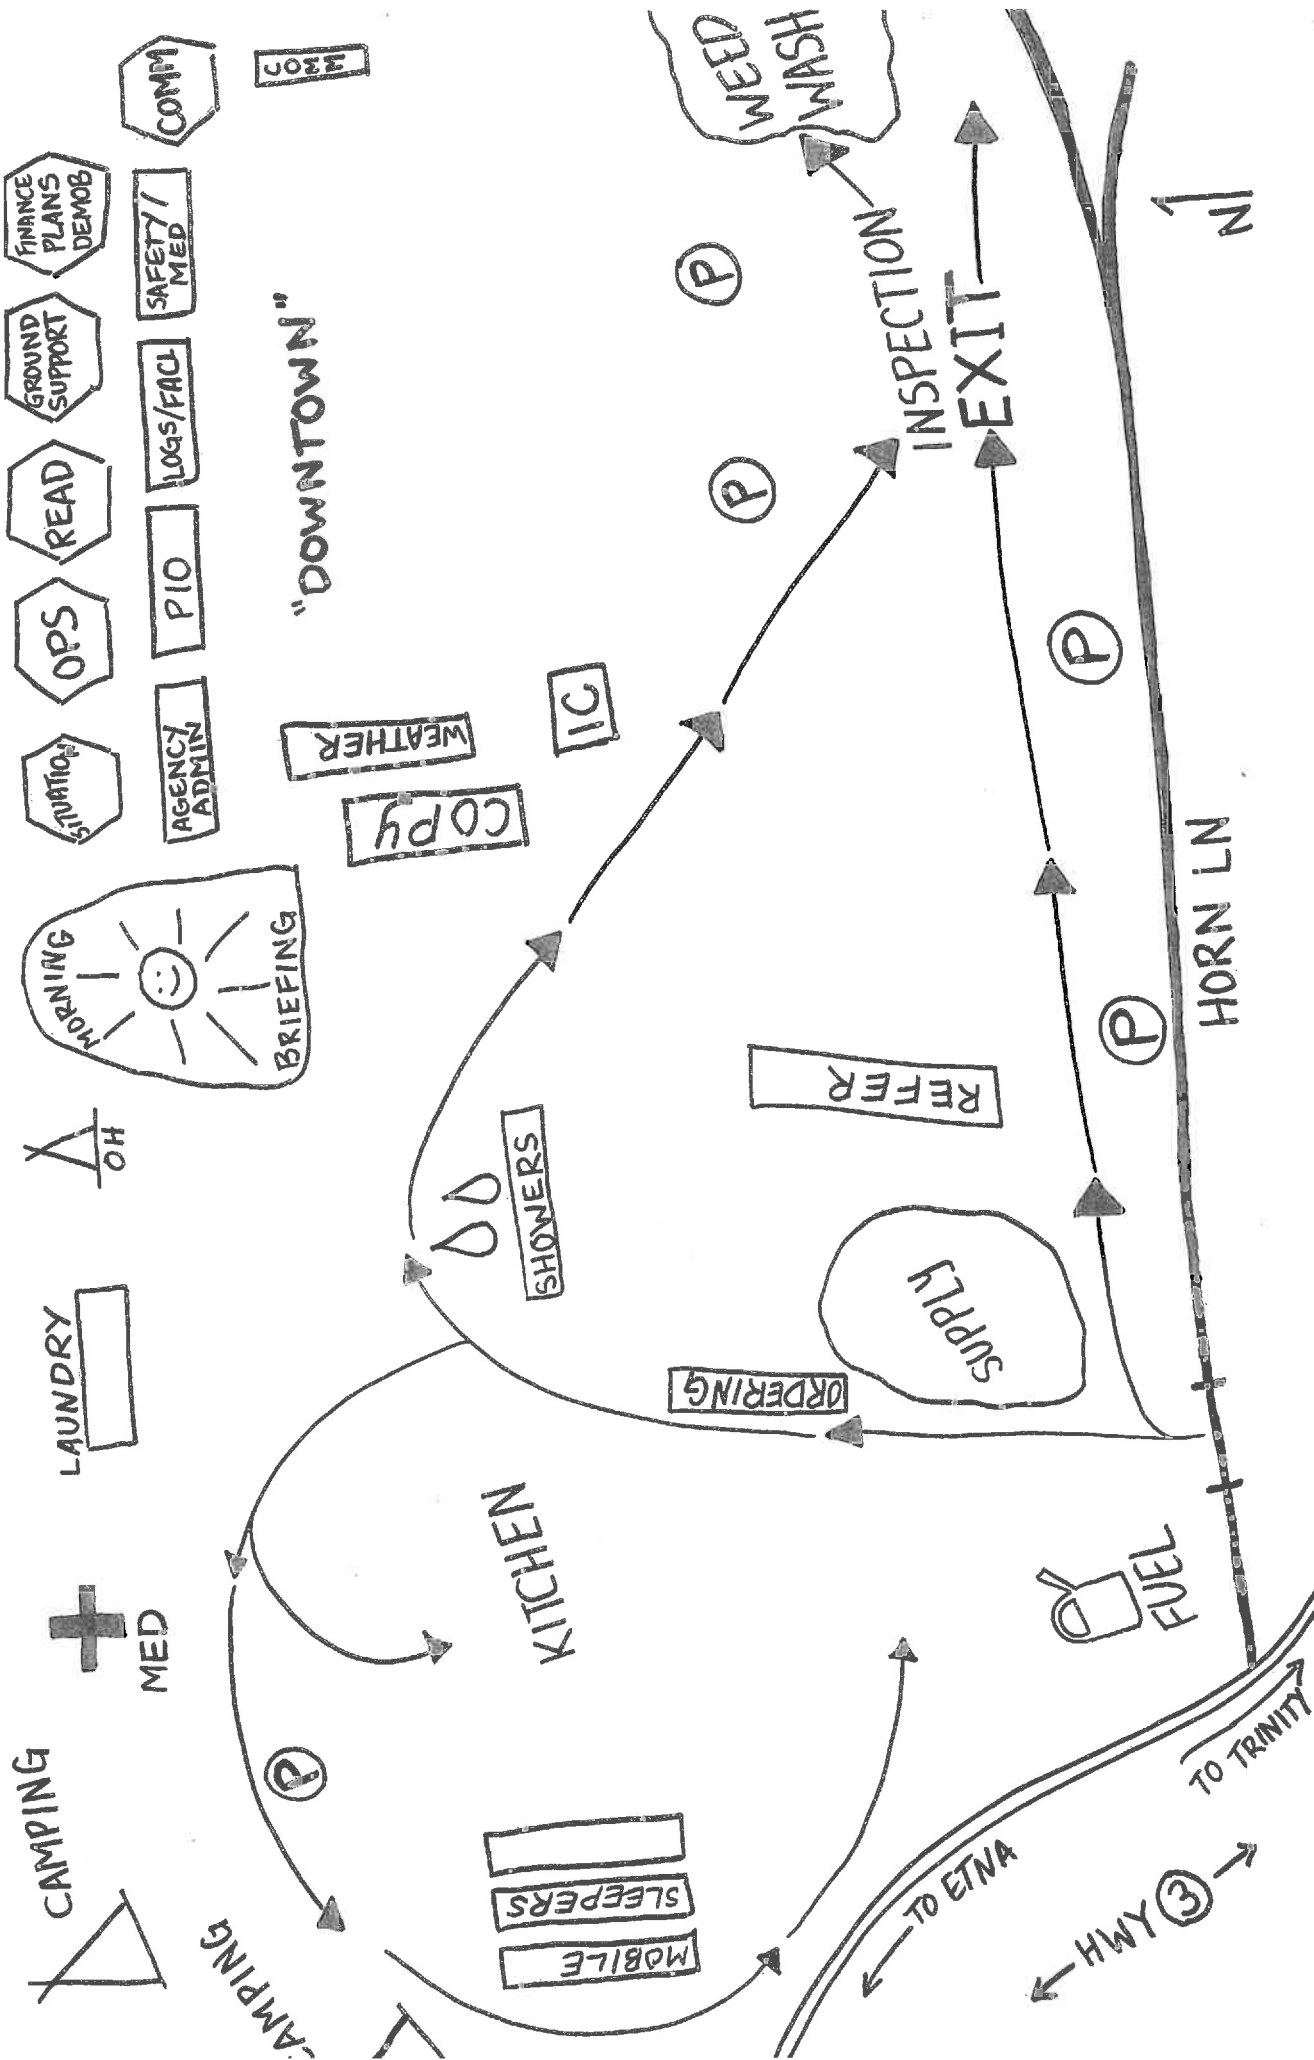 CAMPING
MED
LAUNDRY
OH
MORNING
BRIEFING
SITUATION
OPS
READ
GROUND
SUPPORT
FINANCE
PLANS
DEMOB
COMM
AGENCY
ADMIN
PIO
LOGS/FACL
SAFETY/
MED
COMM
"DOWNTOWN"
WEATHER
COPY
IC
CAMPING
P
MOBILE
SLEEPERS
KITCHEN
SHOWERS
ORDERING
SUPPLY
REFER
P
P
P
P
INSPECTION
EXIT
WEED
WASH
FUEL
HORN LN
N
TO ETNA
TO TRINITY
HWY 3